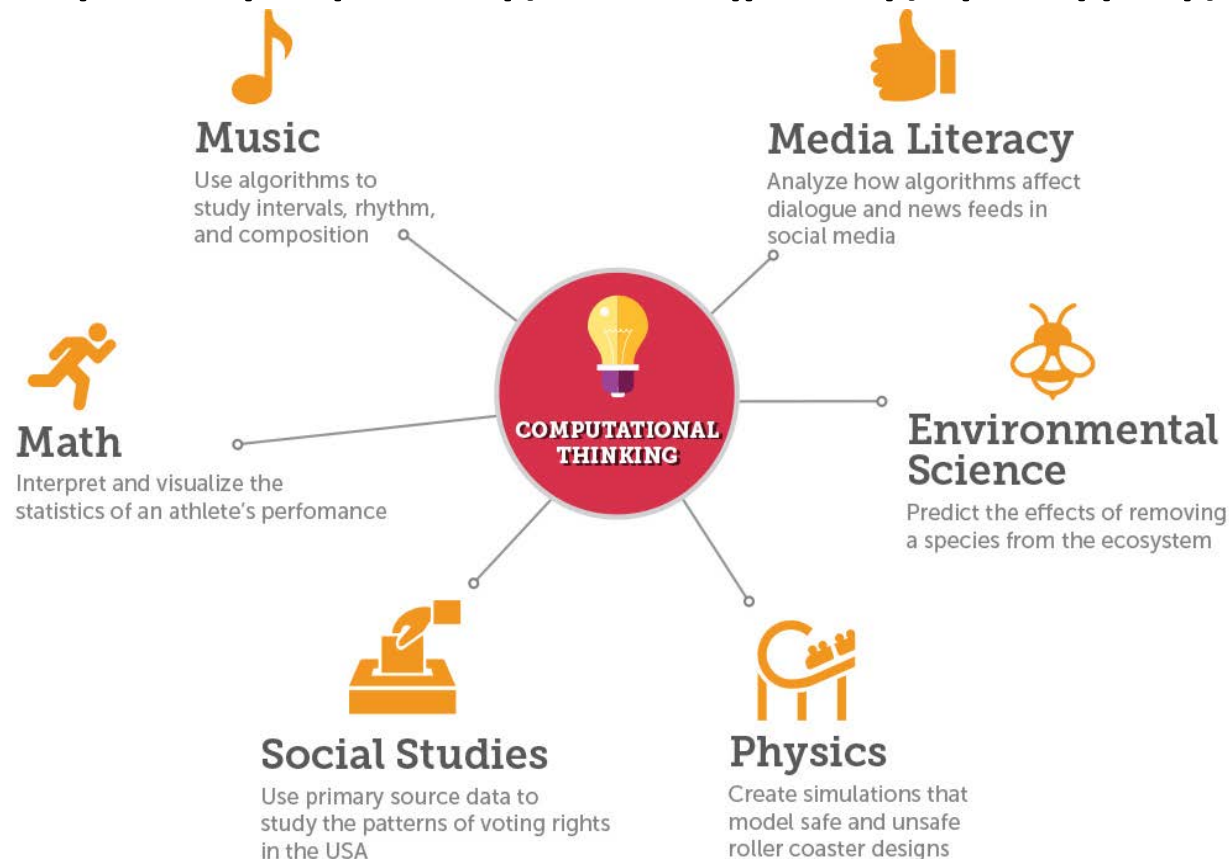 Music
Use algorithms to
study intervals, rhythm,
and composition
Media Literacy
Analyze how algorithms affect
dialogue and news feeds in
social media
COMPUTATIONAL
THINKING
Math
Interpret and visualize the
statistics of an athlete's perfomance
Environmental
Science
Predict the effects of removing
a species from the ecosystem
Social Studies
Use primary source data to
study the patterns of voting rights
in the USA
Physics
Create simulations that
model safe and unsafe
roller coaster designs